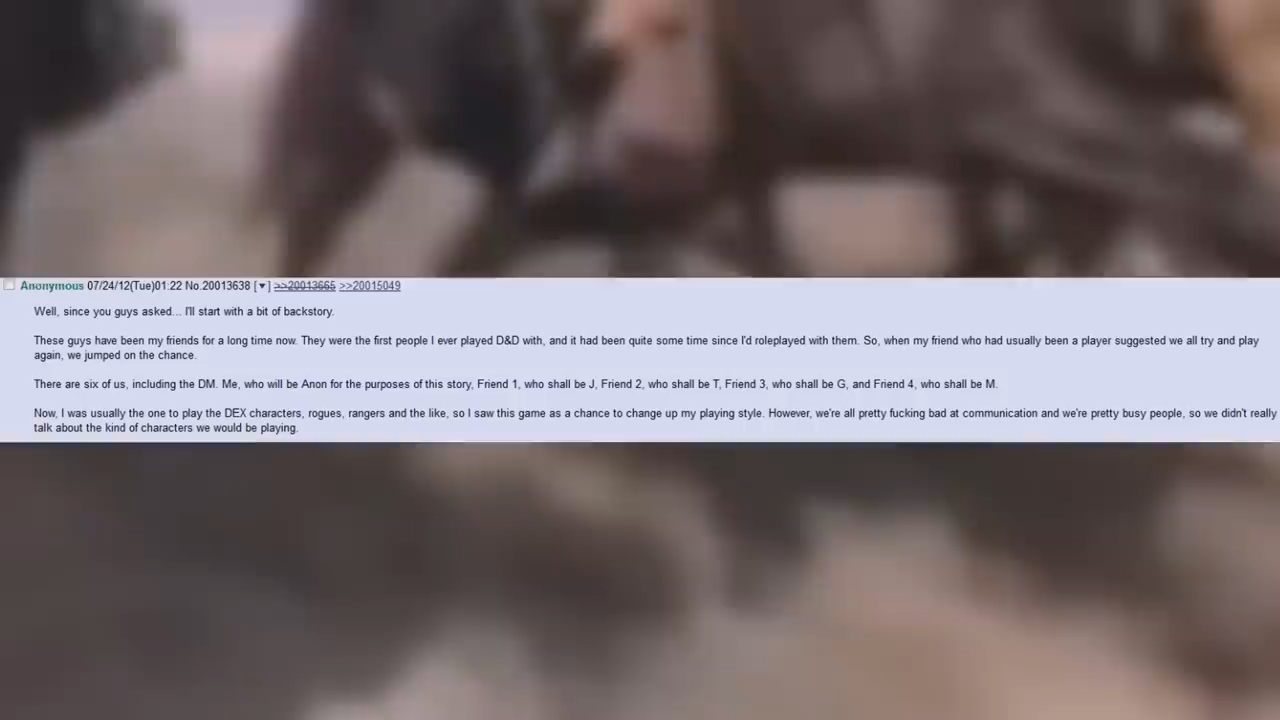 Anonymous 07/24/12(Tue)01:22 No.20013638 [▼] >>20013665 >>20015049
Well, since you guys asked... I'll start with a bit of backstory.
These guys have been my friends for a long time now. They were the first people I ever played D&D with, and it had been quite some time since I'd roleplayed with them. So, when my friend who had usually been a player suggested we all try and play
again, we jumped on the chance.
There are six of us, including the DM. Me, who will be Anon for the purposes of this story, Friend 1, who shall be J, Friend 2, who shall be T, Friend 3, who shall be G, and Friend 4, who shall be M.
Now, I was usually the one to play the DEX characters, rogues, rangers and the like, so I saw this game as a chance to change up my playing style. However, we're all pretty fucking bad at communication and we're pretty busy people, so we didn't really
talk about the kind of characters we would be playing.